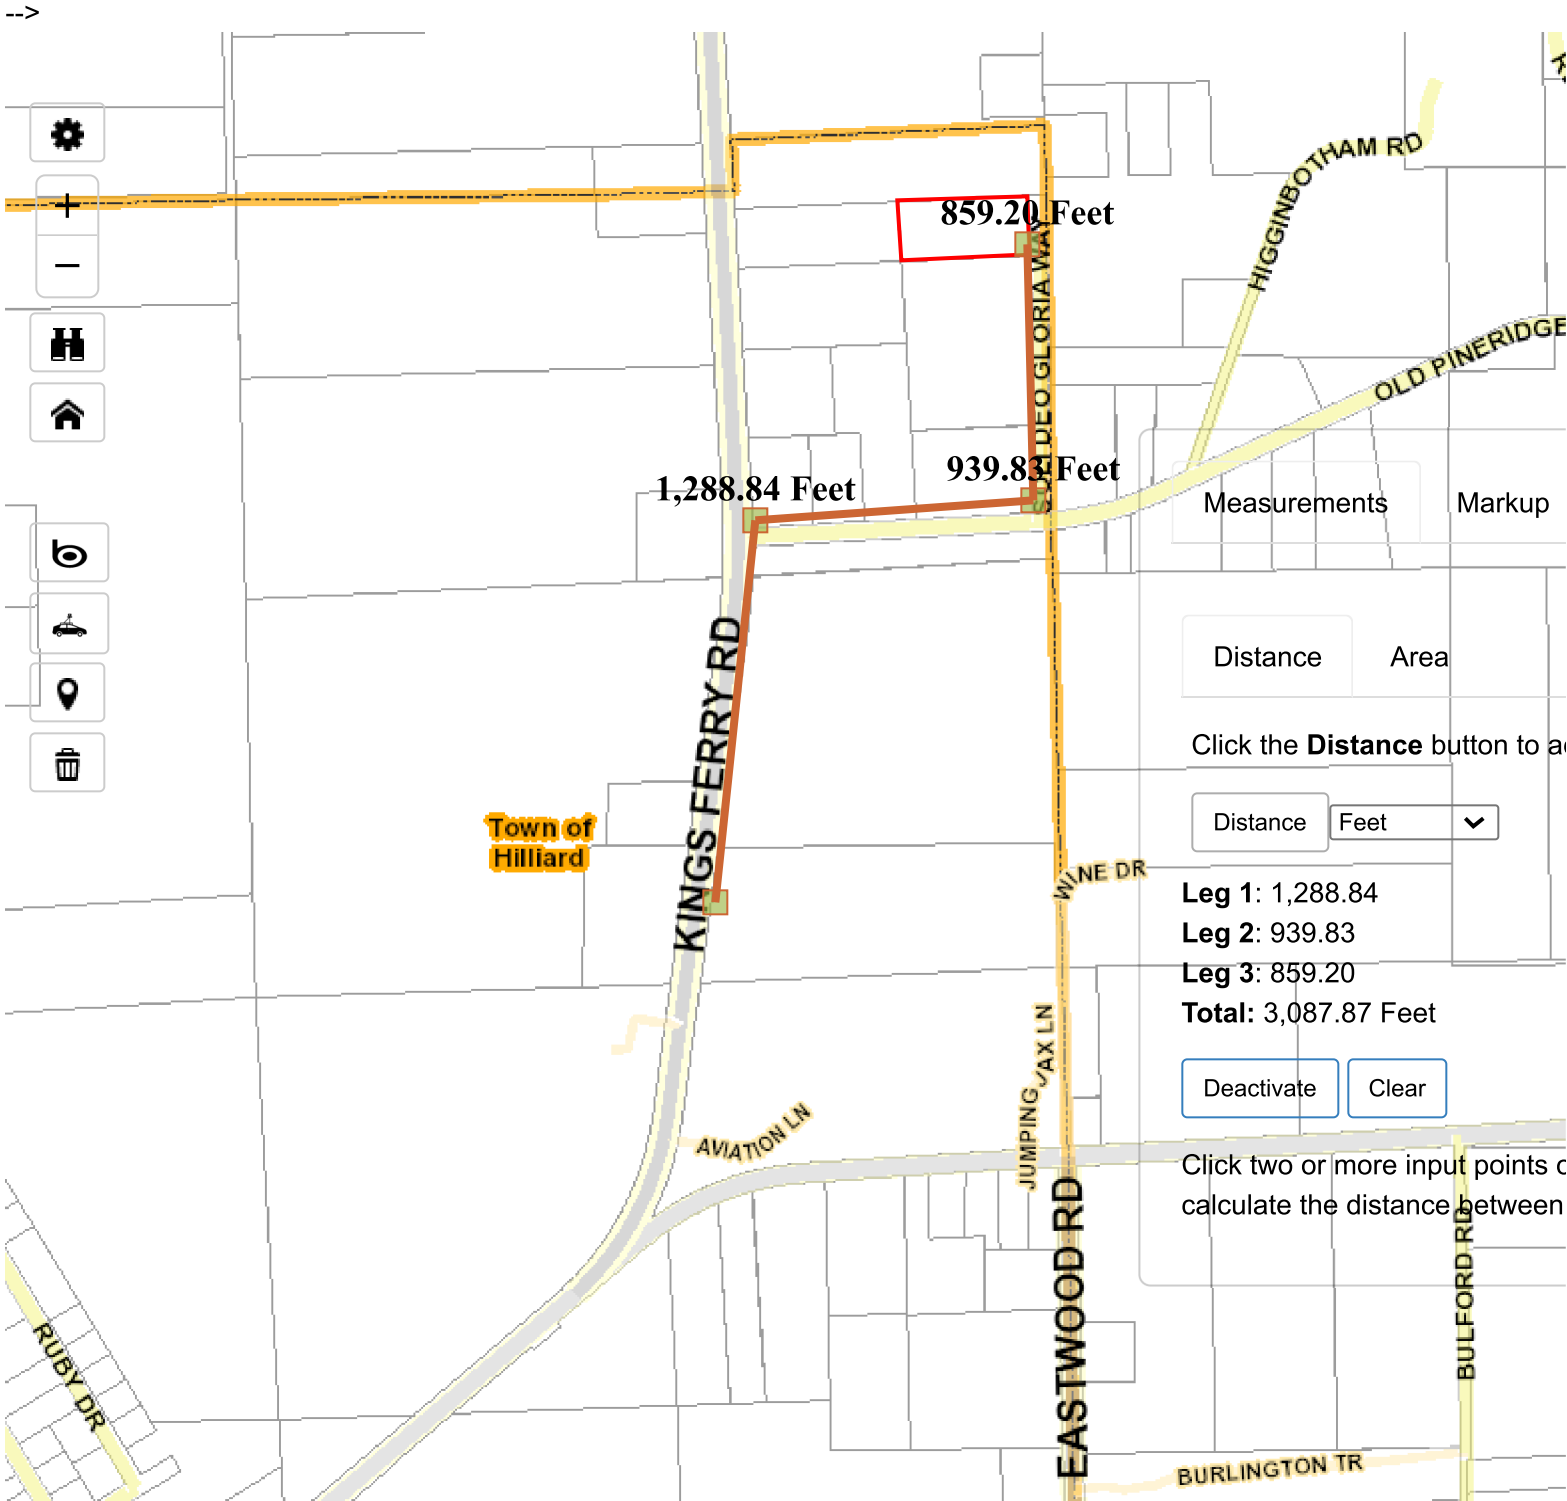 -->
HIGGINBOTHAM RD
859.20 Feet
DEO GLORIA WAY
OLD PINERIDGE
939.83 Feet
1,288.84 Feet
Measurements
Markup
KINGS FERRY RD
Distance
Area
Click the Distance button to a
Distance
Feet
Town of
Hilliard
WINE DR
Leg 1: 1,288.84
Leg 2: 939.83
Leg 3: 859.20
Total: 3,087.87 Feet
JUMPING JAX LN
Deactivate
Clear
AVIATION LN
Click two or more input points
calculate the distance between
EASTWOOD RD
BULFORD RD
RUBY DR
BURLINGTON TR